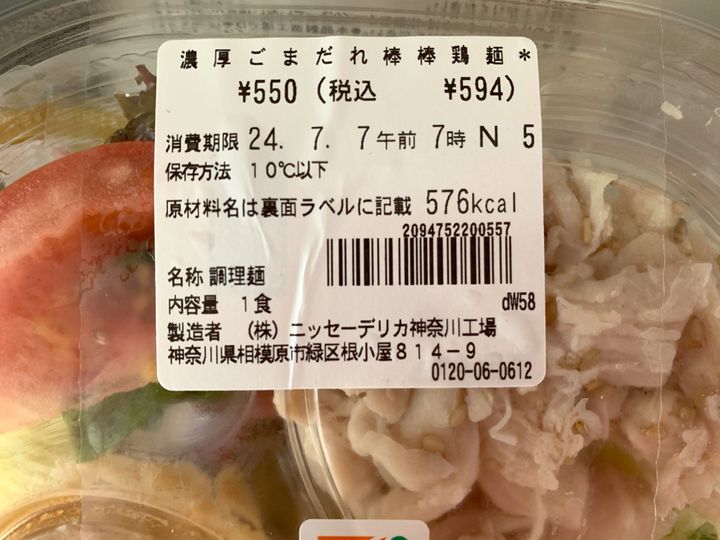 濃厚ごまだれ棒棒鶏麺*
¥550(税込 ¥594)
消費期限 24. 7. 7午前 7時 N 5
保存方法 10℃以下
原材料名は裏面ラベルに記載 576kcal
2094752200557
名称 調理麺
内容量 1食 dW58
製造者 (株)ニッセーデリカ神奈川工場
神奈川県相模原市緑区根小屋814-9
0120-06-0612